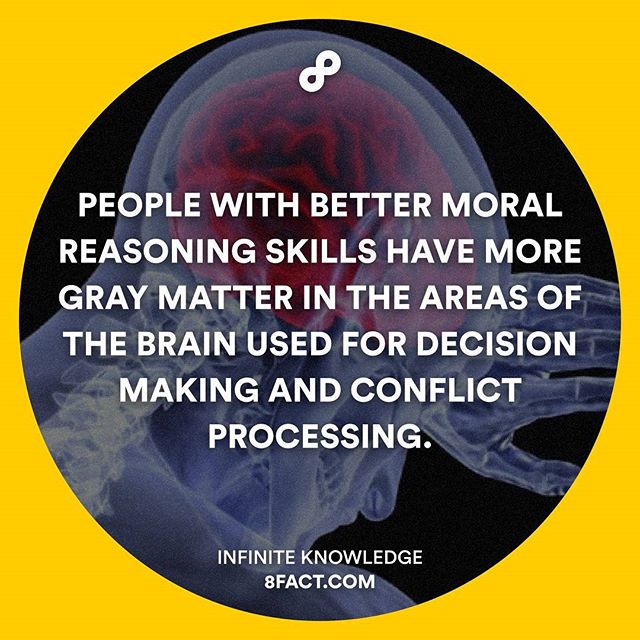 PEOPLE WITH BETTER MORAL
REASONING SKILLS HAVE MORE
GRAY MATTER IN THE AREAS OF
THE BRAIN USED FOR DECISION
MAKING AND CONFLICT
PROCESSING.
INFINITE KNOWLEDGE
8FACT.COM